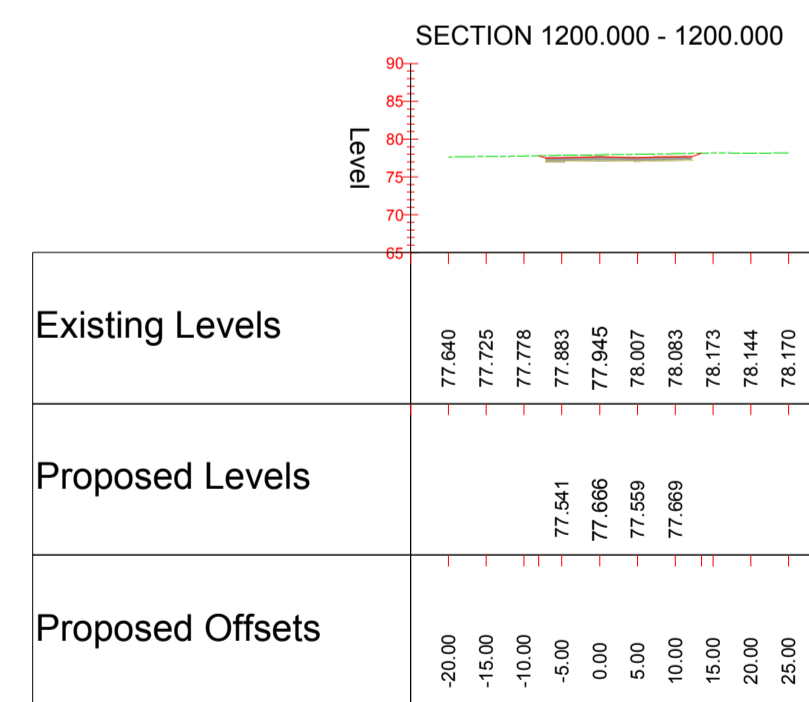 SECTION 1200.000 - 1200.000
Level
90
85
80
75
70
65
Existing Levels
77.640 77.725 77.778 77.883 77.945 78.007 78.083 78.173 78.144 78.170
Proposed Levels
77.541 77.666 77.559 77.669
Proposed Offsets
-20.00 -15.00 -10.00 -5.00 0.00 5.00 10.00 15.00 20.00 25.00